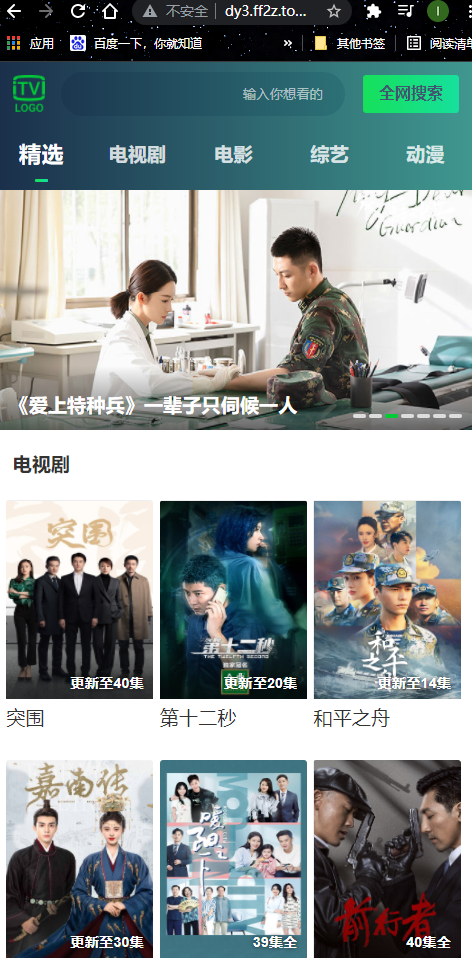 不安全 dy3.ff2z.to...
应用 百度一下，你就知道 » 其他书签 阅读清单
iTV
LOGO
输入你想看的
全网搜索
精选 电视剧 电影 综艺 动漫
Guardian
《爱上特种兵》一辈子只伺候一人
电视剧
突围
更新至40集
第十二秒
THE TWELFTH SECOND
独家冠名
更新至20集
和平之舟
更新至14集
突围 第十二秒 和平之舟
嘉南传
更新至30集
暖阳之下
39集全
前行者
40集全